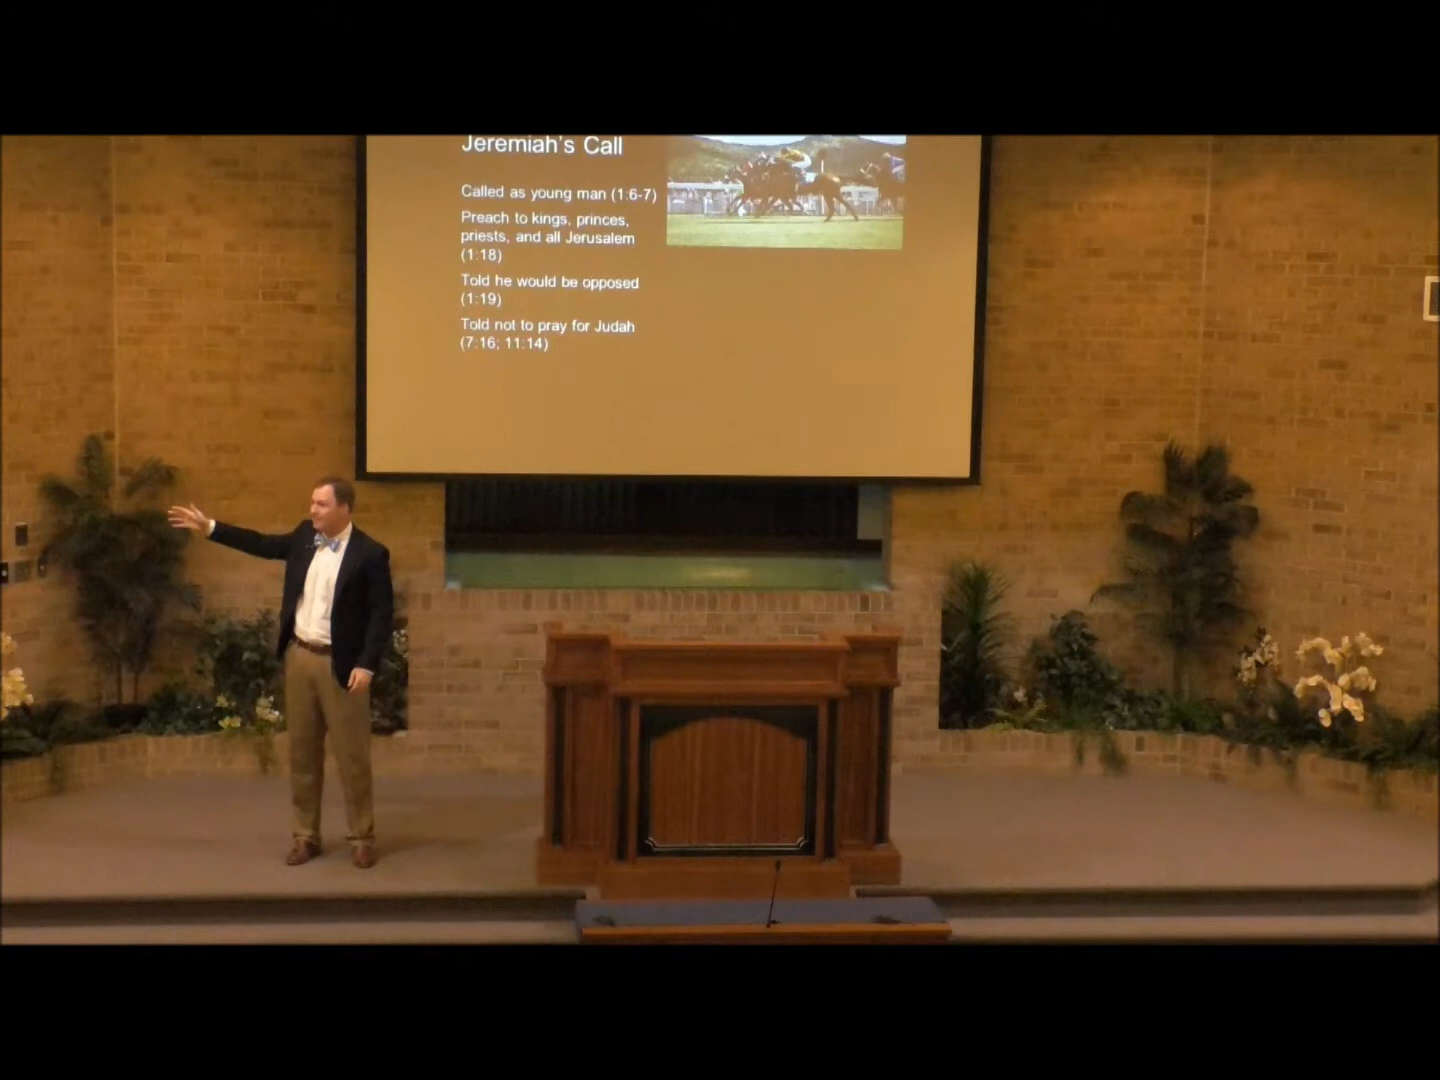 Jeremiah's Call
Called as young man (1:6-7)
Preach to kings, princes,
priests, and all Jerusalem
(1:18)
Told he would be opposed
(1:19)
Told not to pray for Judah
(7:16; 11:14)